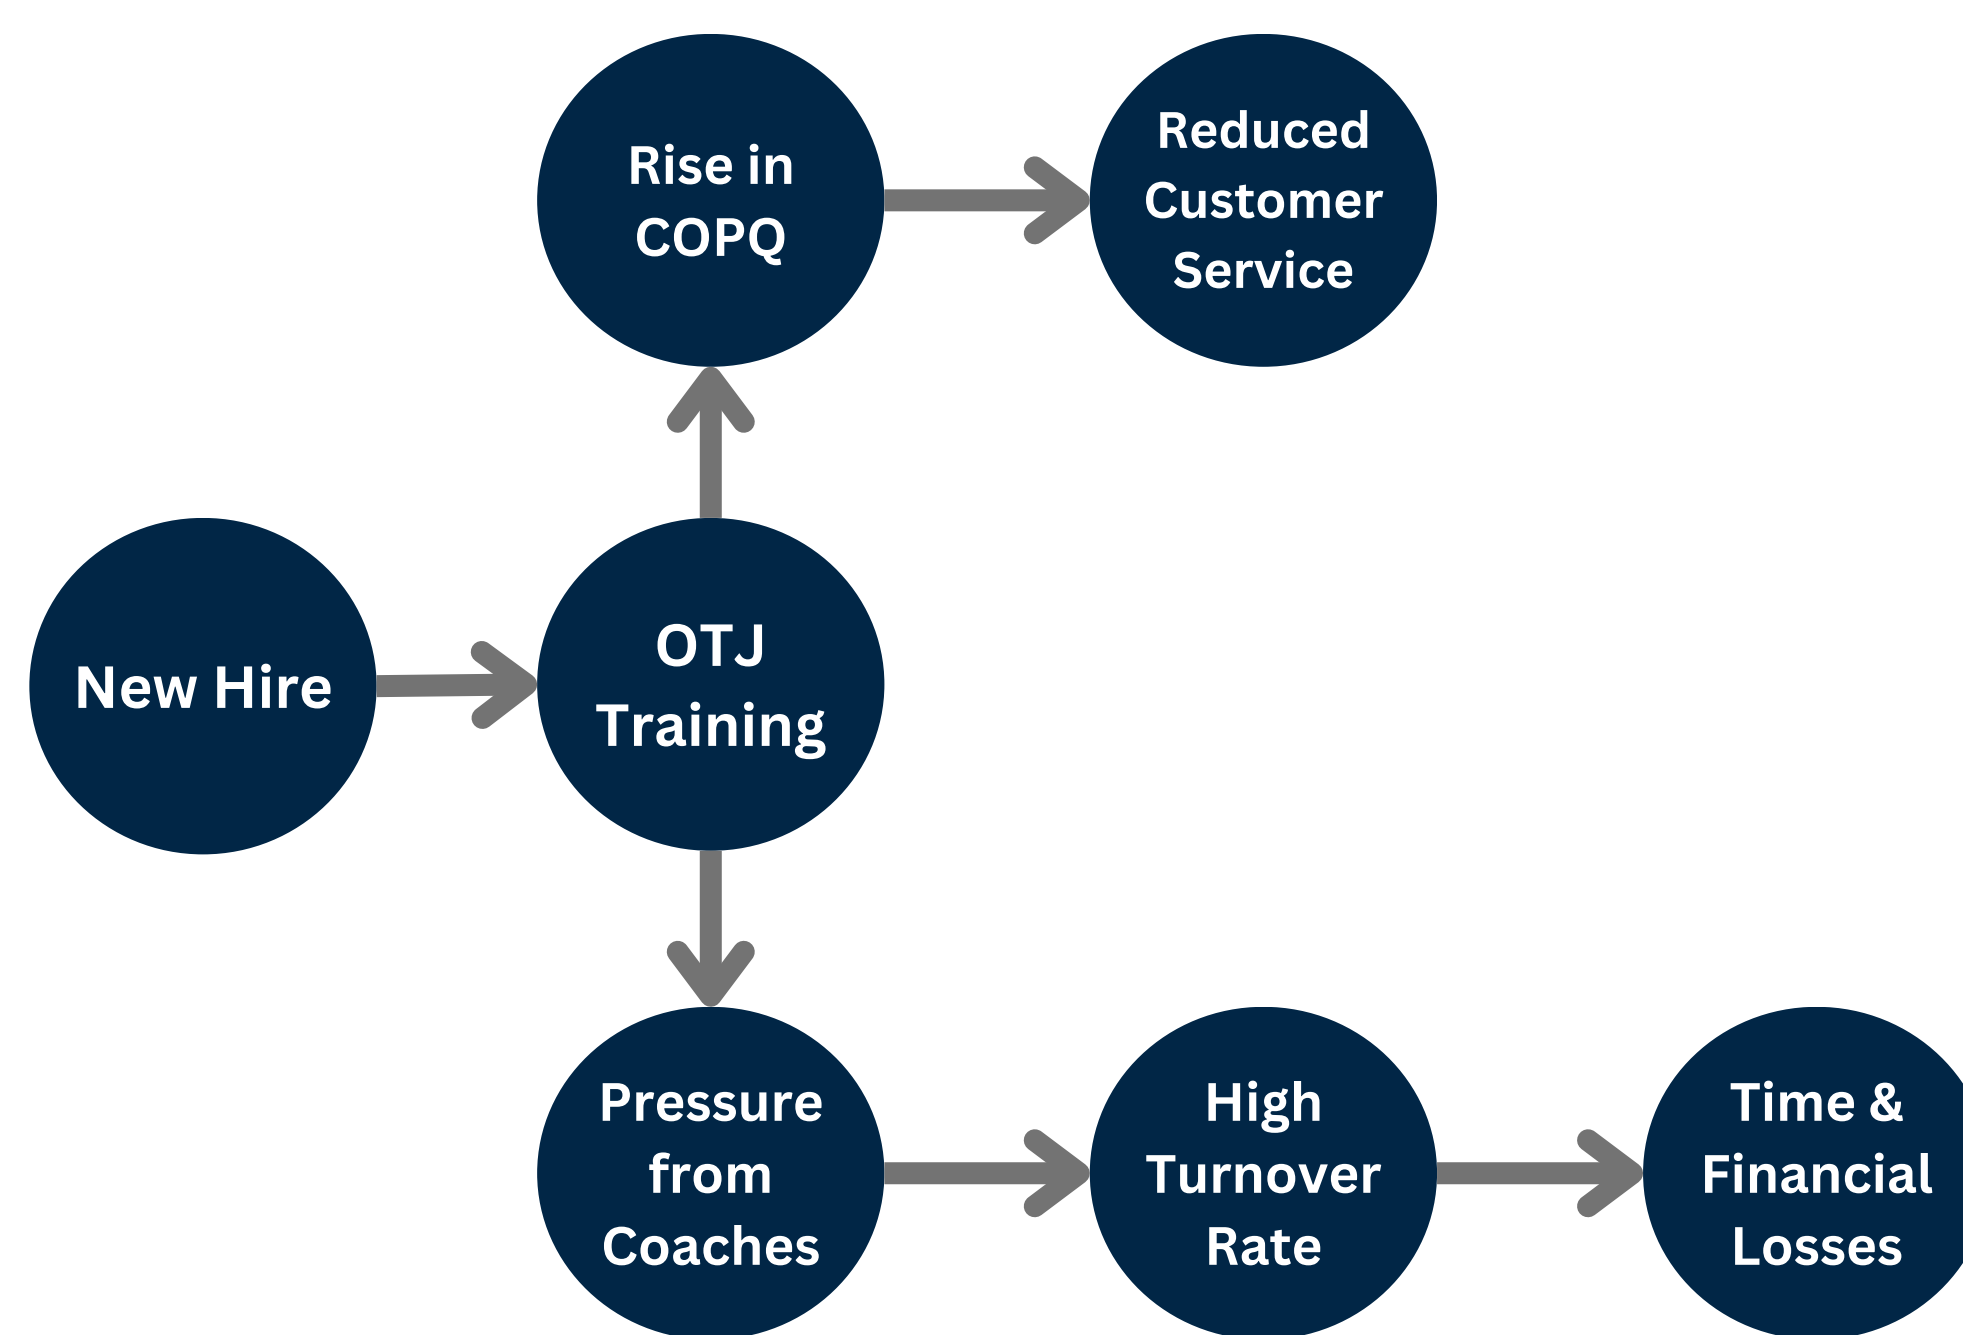 Rise in
COPQ
Reduced
Customer
Service
New Hire
OTJ
Training
Pressure
from
Coaches
High
Turnover
Rate
Time &
Financial
Losses